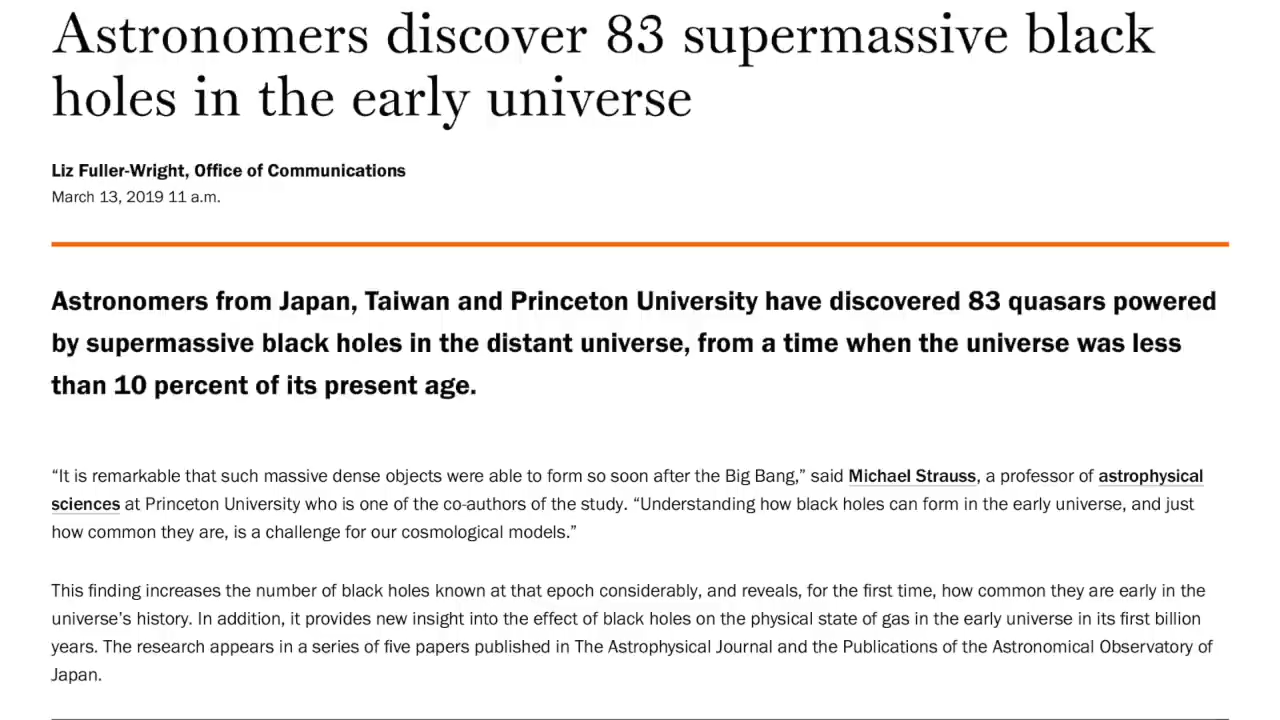 Astronomers discover 83 supermassive black
holes in the early universe
Liz Fuller-Wright, Office of Communications
March 13, 2019 11 a.m.
Astronomers from Japan, Taiwan and Princeton University have discovered 83 quasars powered
by supermassive black holes in the distant universe, from a time when the universe was less
than 10 percent of its present age.
“It is remarkable that such massive dense objects were able to form so soon after the Big Bang,” said Michael Strauss, a professor of astrophysical
sciences at Princeton University who is one of the co-authors of the study. “Understanding how black holes can form in the early universe, and just
how common they are, is a challenge for our cosmological models.”
This finding increases the number of black holes known at that epoch considerably, and reveals, for the first time, how common they are early in the
universe’s history. In addition, it provides new insight into the effect of black holes on the physical state of gas in the early universe in its first billion
years. The research appears in a series of five papers published in The Astrophysical Journal and the Publications of the Astronomical Observatory of
Japan.